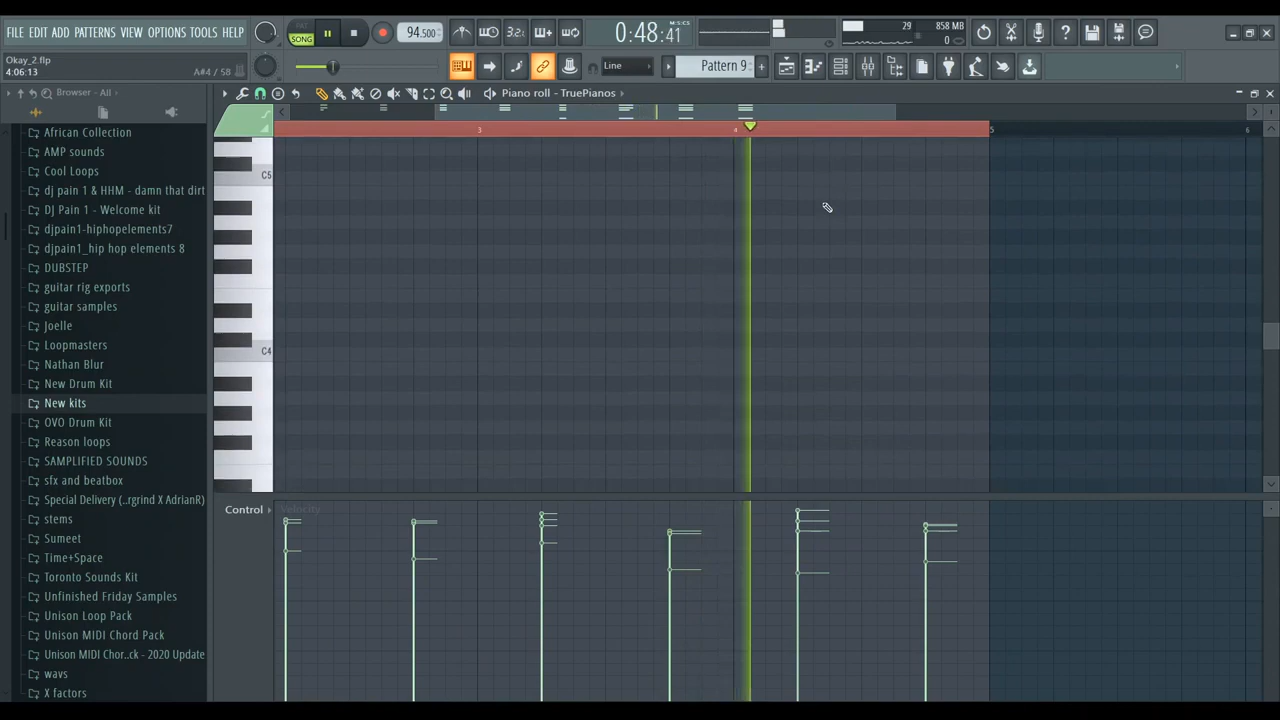 FILE EDIT ADD PATTERNS VIEW OPTIONS TOOLS HELP
PAT
SONG
94.500
3.2.
0:48:41
M:S:CS
29
858 MB
0
Okay_2.flp
4:06:13
A#4 / 58
Line
Pattern 9
Browser - All
Piano roll - TruePianos
3
4
5
6
African Collection
AMP sounds
Cool Loops
dj pain 1 & HHM - damn that dirt
DJ Pain 1 - Welcome kit
djpain1-hiphopelements7
djpain1_hip hop elements 8
DUBSTEP
guitar rig exports
guitar samples
Joelle
Loopmasters
Nathan Blur
New Drum Kit
New kits
OVO Drum Kit
Reason loops
SAMPLIFIED SOUNDS
sfx and beatbox
Special Delivery (..rgrind X AdrianR)
stems
Sumeet
Time+Space
Toronto Sounds Kit
Unfinished Friday Samples
Unison Loop Pack
Unison MIDI Chord Pack
Unison MIDI Chor..ck - 2020 Update
wavs
X factors
C5
C4
Control
Velocity